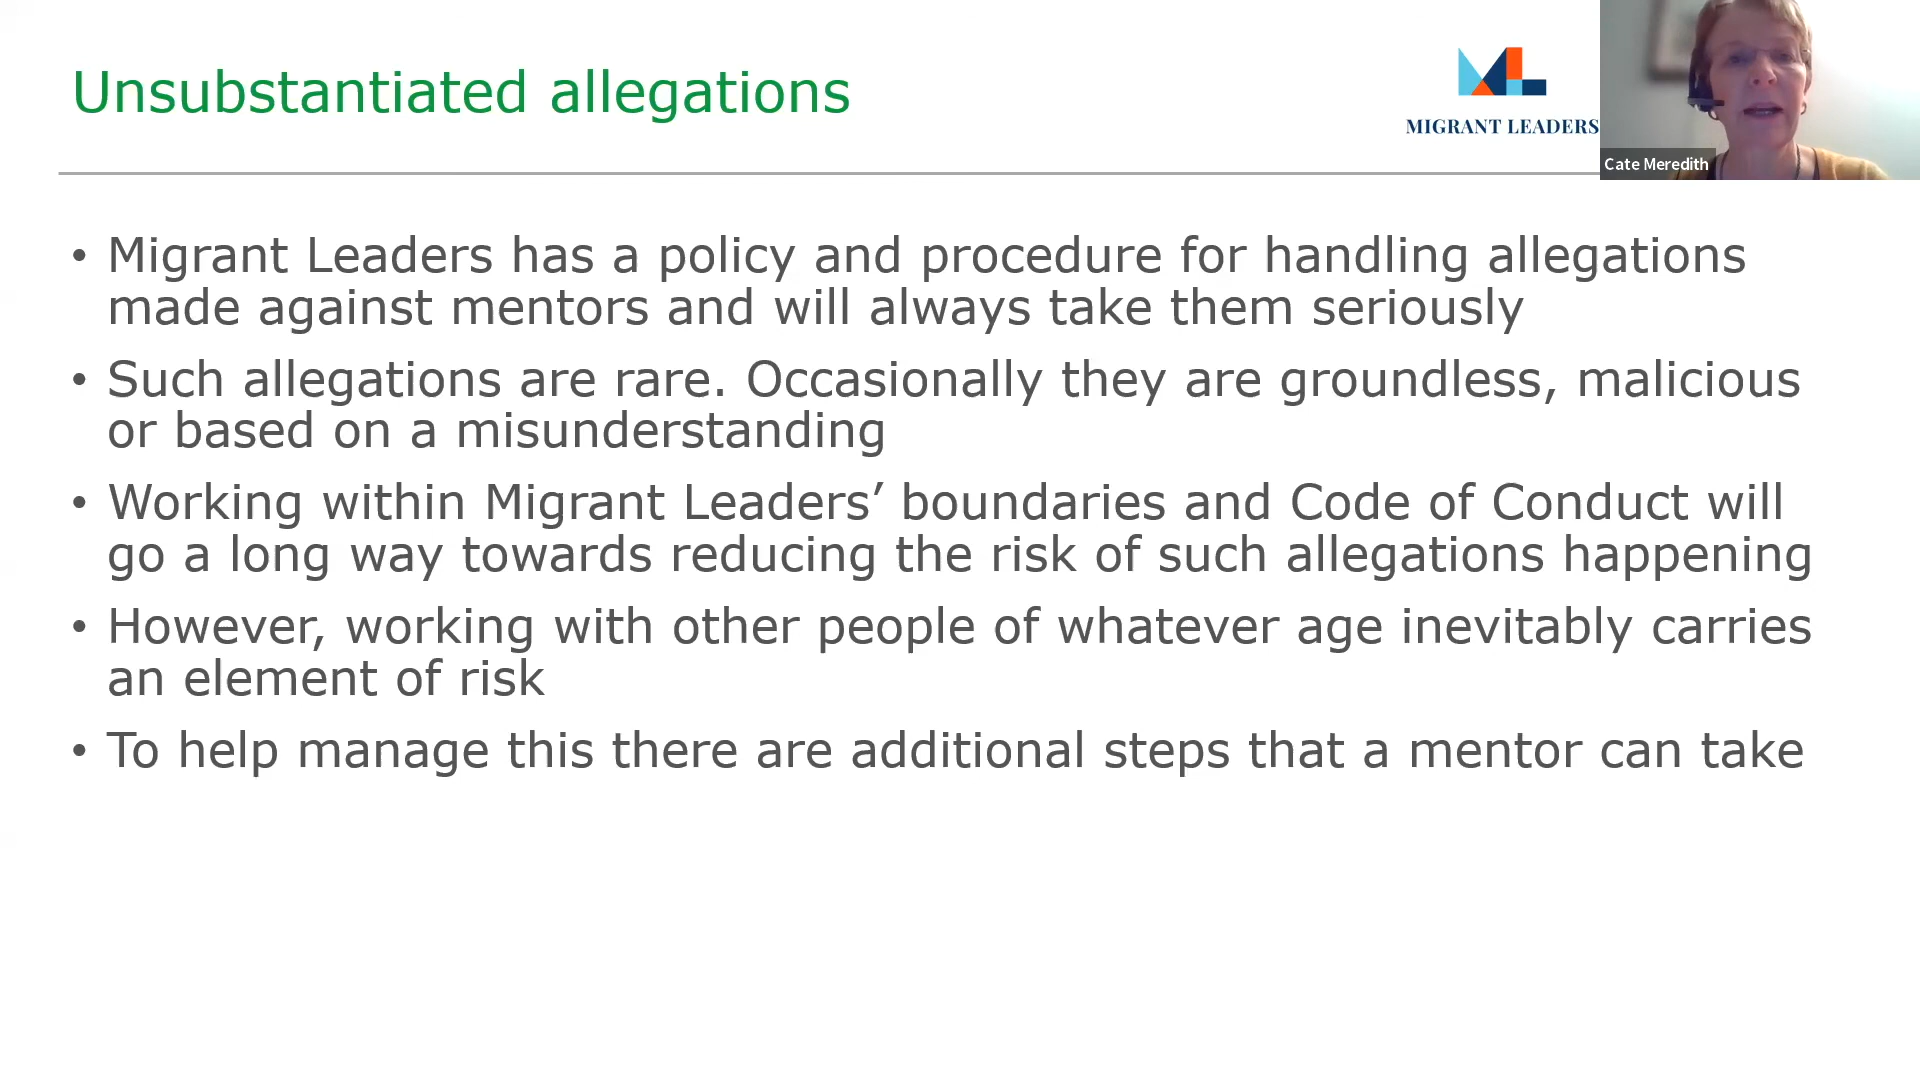 Unsubstantiated allegations
MIGRANT LEADERS
Cate Meredith
• Migrant Leaders has a policy and procedure for handling allegations
made against mentors and will always take them seriously
• Such allegations are rare. Occasionally they are groundless, malicious
or based on a misunderstanding
• Working within Migrant Leaders’ boundaries and Code of Conduct will
go a long way towards reducing the risk of such allegations happening
• However, working with other people of whatever age inevitably carries
an element of risk
• To help manage this there are additional steps that a mentor can take